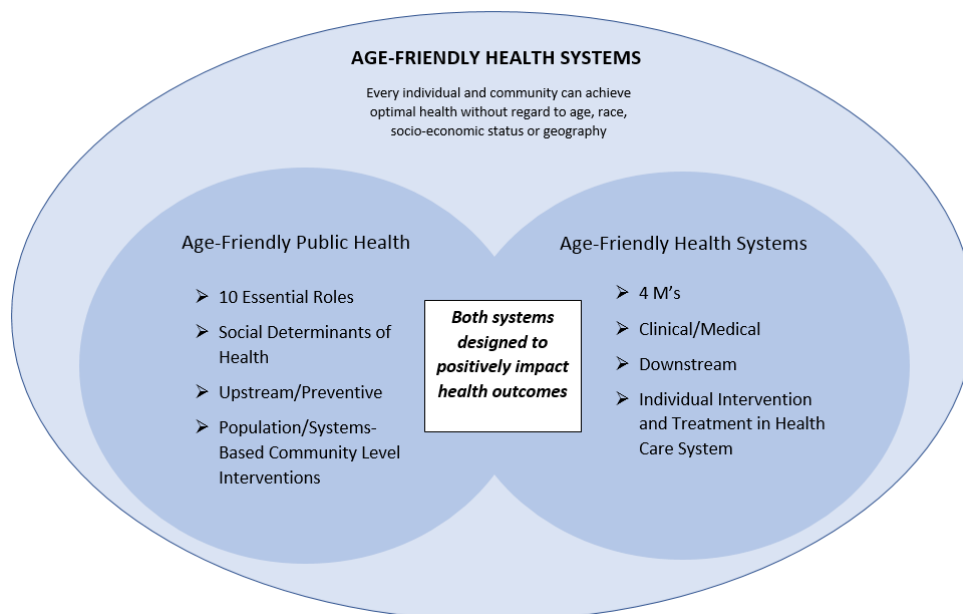 AGE-FRIENDLY HEALTH SYSTEMS
Every individual and community can achieve
optimal health without regard to age, race,
socio-economic status or geography
Age-Friendly Public Health
➢ 10 Essential Roles
➢ Social Determinants of
Health
➢ Upstream/Preventive
➢ Population/Systems-
Based Community Level
Interventions
Both systems
designed to
positively impact
health outcomes
Age-Friendly Health Systems
➢ 4 M's
➢ Clinical/Medical
➢ Downstream
➢ Individual Intervention
and Treatment in Health
Care System